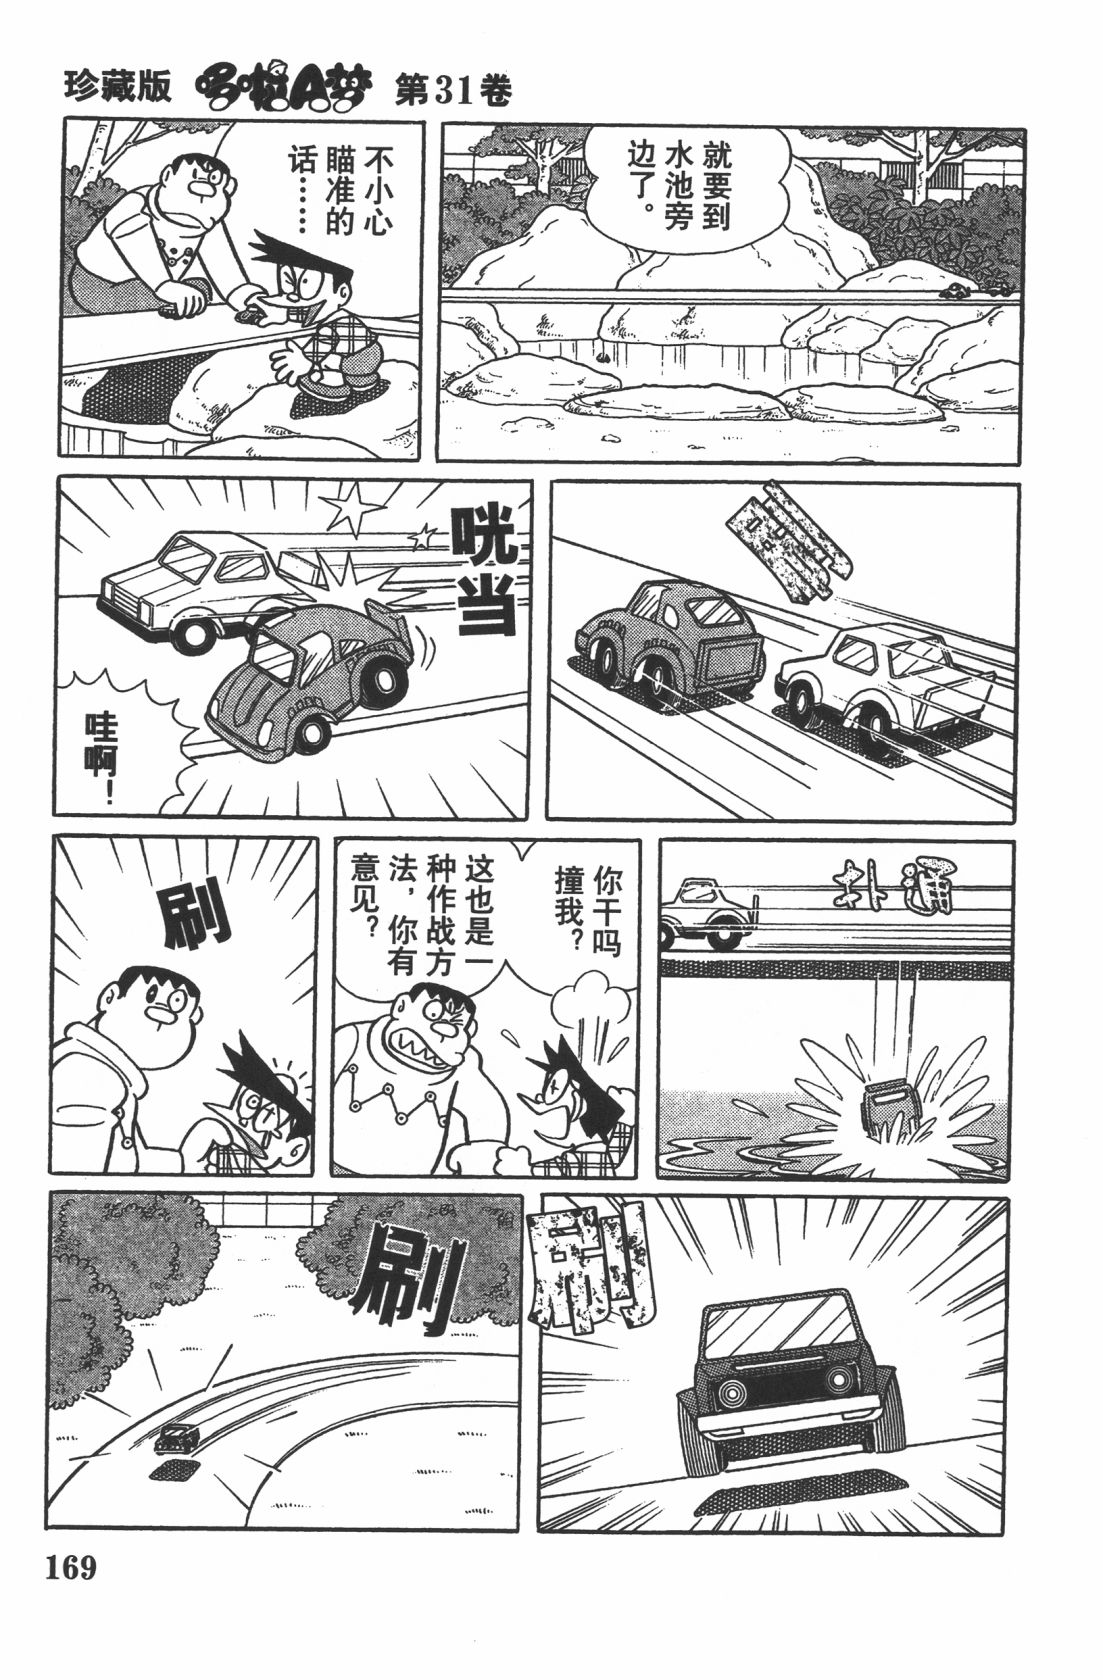 珍藏版 哆啦A梦 第31卷
就要到
水池旁
边了。
不小心
瞄准的
话……
咣当
哇啊！
扑通
你干吗
撞我？
这也是一
种作战方
法，你有
意见？
刷
刷
刷
169